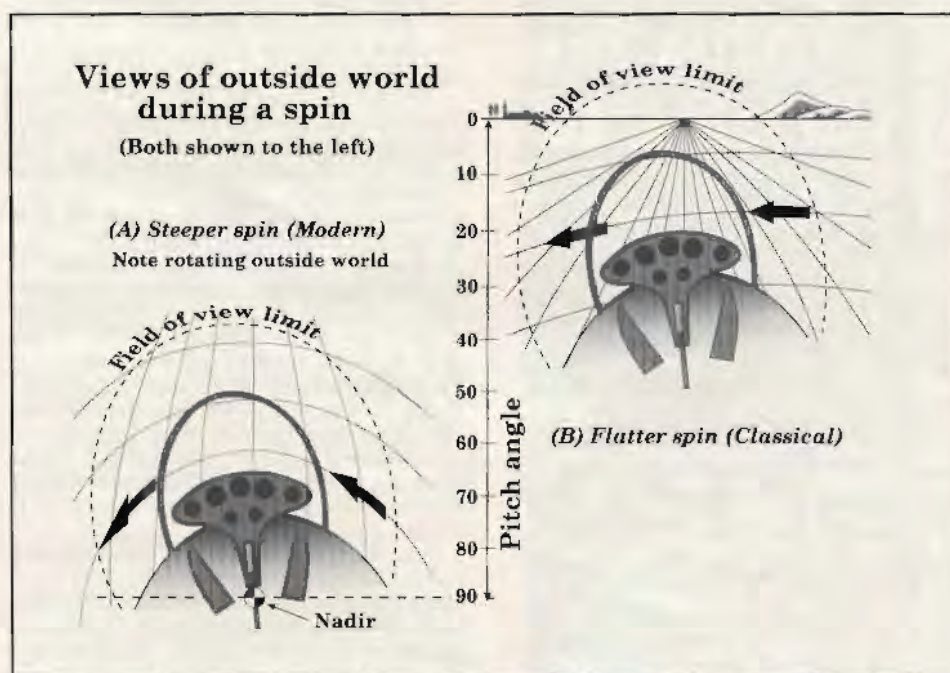 Views of outside world
during a spin
(Both shown to the left)
(A) Steeper spin (Modern)
Note rotating outside world
Field of view limit
Nadir
Field of view limit
0
10
20
30
40
50
60
70
80
90
Pitch angle
(B) Flatter spin (Classical)